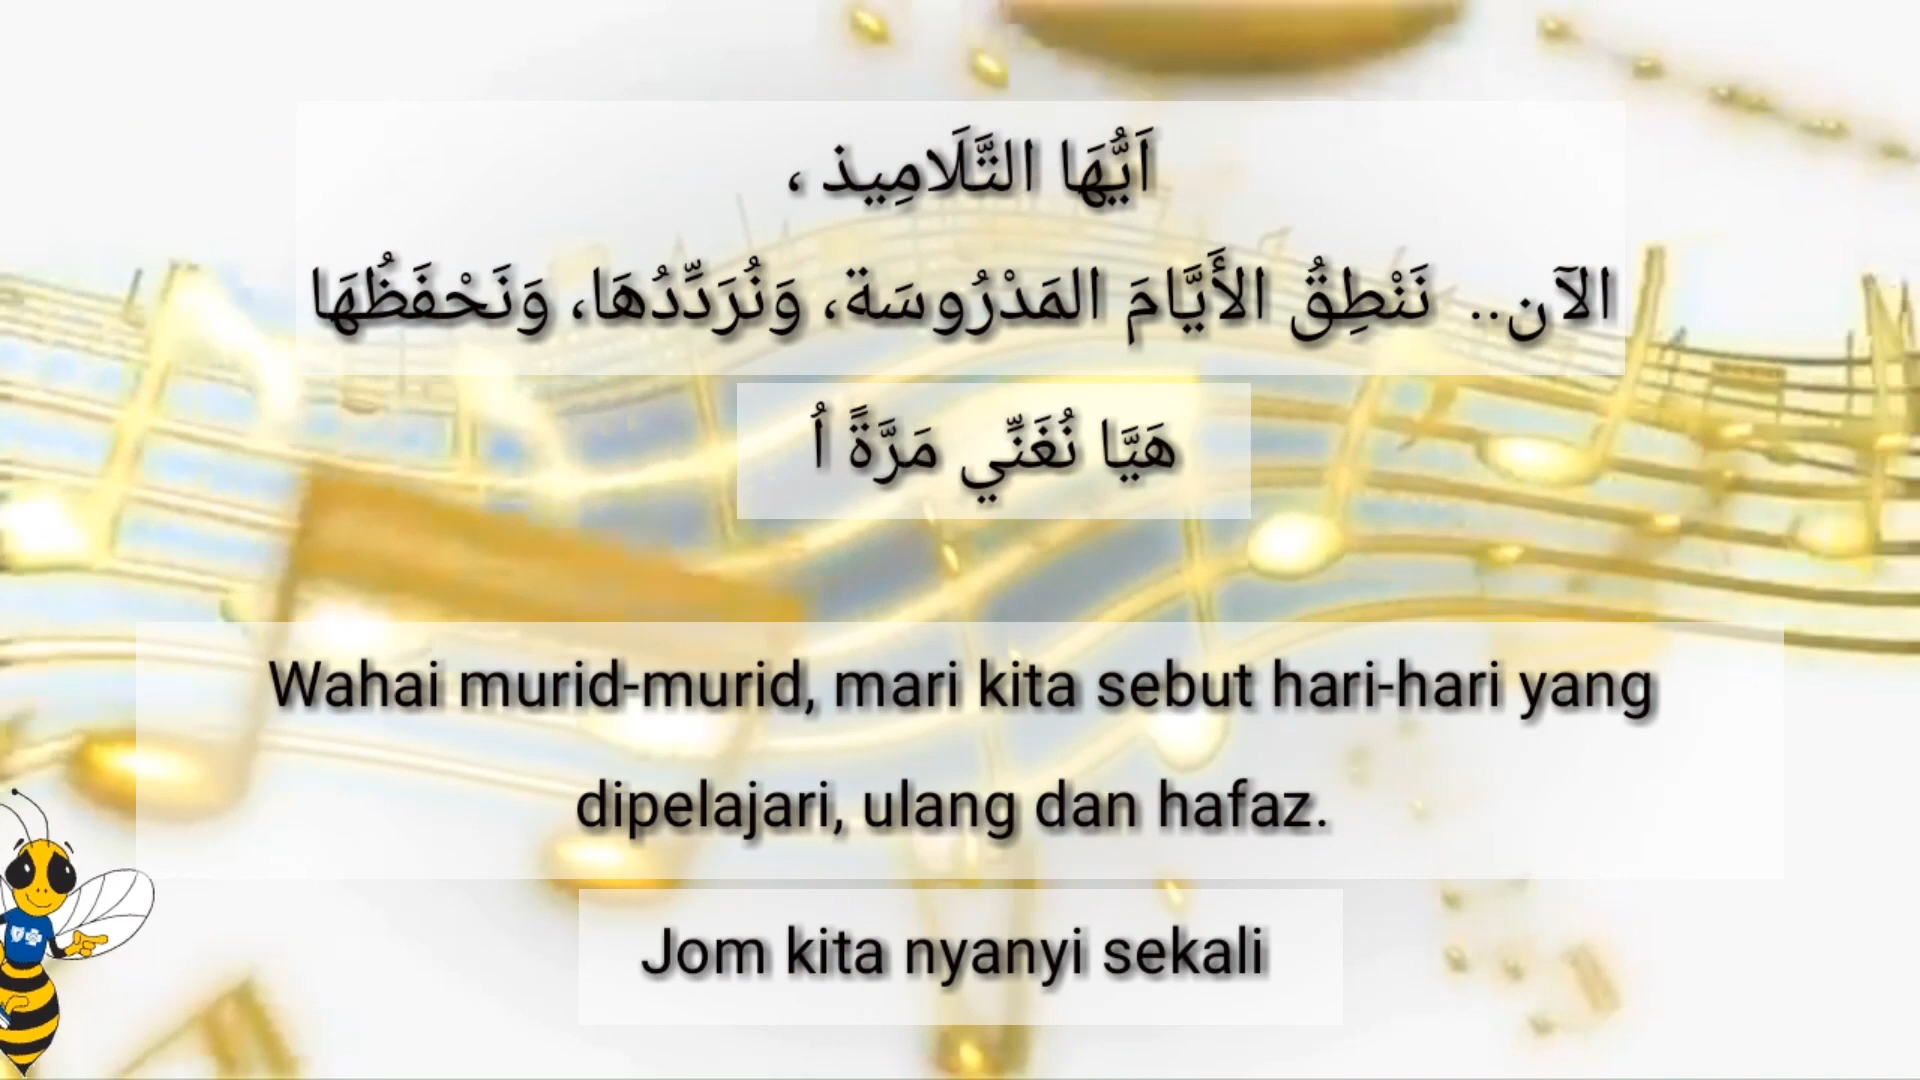 اَيُّهَا التَّلَامِيذ ،
الآن.. نَنْطِقُ الأَيَّامَ المَدْرُوسَة، وَنُرَدِّدُهَا، وَنَحْفَظُهَا
هَيَّا نُغَنِّي مَرَّةً اُ
Wahai murid-murid, mari kita sebut hari-hari yang
dipelajari, ulang dan hafaz.
Jom kita nyanyi sekali